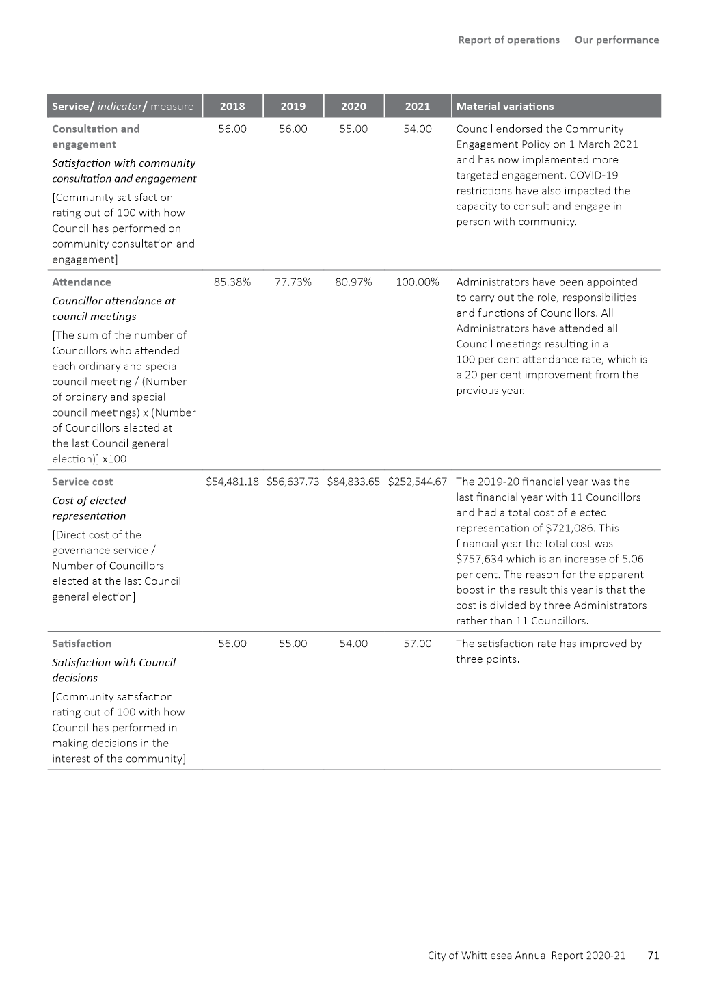 Report of operations Our performance
Service/ indicator/ measure 2018 2019 2020 2021 Material variations
Consultation and
engagement
Satisfaction with community
consultation and engagement
[Community satisfaction
rating out of 100 with how
Council has performed on
community consultation and
engagement]
56.00 56.00 55.00 54.00
Council endorsed the Community
Engagement Policy on 1 March 2021
and has now implemented more
targeted engagement. COVID-19
restrictions have also impacted the
capacity to consult and engage in
person with community.
Attendance
Councillor attendance at
council meetings
[The sum of the number of
Councillors who attended
each ordinary and special
council meeting / (Number
of ordinary and special
council meetings) x (Number
of Councillors elected at
the last Council general
election)] x100
85.38% 77.73% 80.97% 100.00%
Administrators have been appointed
to carry out the role, responsibilities
and functions of Councillors. All
Administrators have attended all
Council meetings resulting in a
100 per cent attendance rate, which is
a 20 per cent improvement from the
previous year.
Service cost
Cost of elected
representation
[Direct cost of the
governance service /
Number of Councillors
elected at the last Council
general election]
$54,481.18 $56,637.73 $84,833.65 $252,544.67
The 2019-20 financial year was the
last financial year with 11 Councillors
and had a total cost of elected
representation of $721,086. This
financial year the total cost was
$757,634 which is an increase of 5.06
per cent. The reason for the apparent
boost in the result this year is that the
cost is divided by three Administrators
rather than 11 Councillors.
Satisfaction
Satisfaction with Council
decisions
[Community satisfaction
rating out of 100 with how
Council has performed in
making decisions in the
interest of the community]
56.00 55.00 54.00 57.00
The satisfaction rate has improved by
three points.
City of Whittlesea Annual Report 2020-21 71